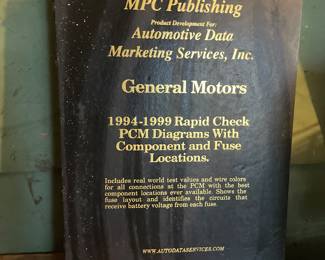 MPC Publishing
Product Development For:
Automotive Data
Marketing Services, Inc.
General Motors
1994-1999 Rapid Check
PCM Diagrams With
Component and Fuse
Locations.
Includes real world test values and wire colors
for all connections at the PCM with the best
component locations ever available. Shows the
fuse layout and identifies the circuits that
receive battery voltage from each fuse.
WWW.AUTODATASERVICES.COM